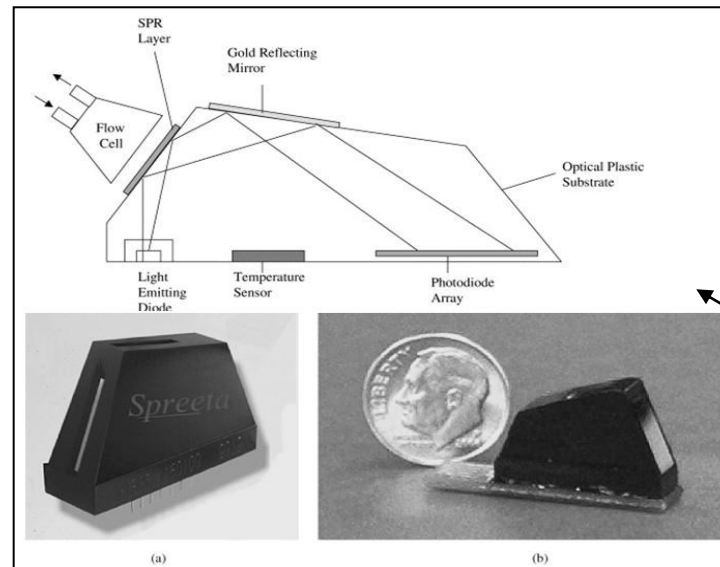 SPR
Layer
Gold Reflecting
Mirror
Flow
Cell
Optical Plastic
Substrate
Light
Emitting
Diode
Temperature
Sensor
Photodiode
Array
Spreeta
LIBERTY
(a)
(b)